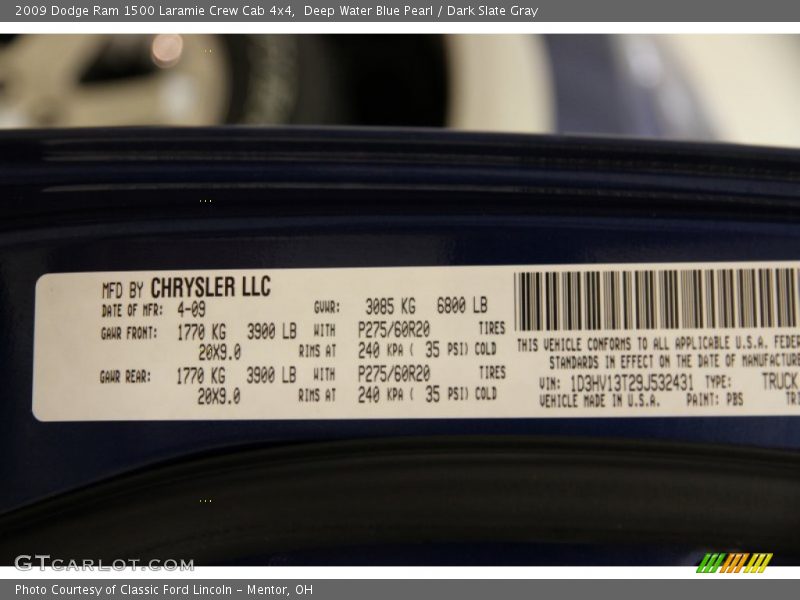 2009 Dodge Ram 1500 Laramie Crew Cab 4x4,  Deep Water Blue Pearl / Dark Slate Gray
MFD BY CHRYSLER LLC
DATE OF MFR: 4-09 GVWR: 3085 KG 6800 LB
GAWR FRONT: 1770 KG 3900 LB WITH P275/60R20 TIRES
20X9.0 RIMS AT 240 KPA ( 35 PSI) COLD
GAWR REAR: 1770 KG 3900 LB WITH P275/60R20 TIRES
20X9.0 RIMS AT 240 KPA ( 35 PSI) COLD
THIS VEHICLE CONFORMS TO ALL APPLICABLE U.S.A. FEDER
STANDARDS IN EFFECT ON THE DATE OF MANUFACTURE
VIN: 1D3HV13T29J532431 TYPE: TRUCK
VEHICLE MADE IN U.S.A. PAINT: PBS TRI
GTCARLOT.COM
Photo Courtesy of Classic Ford Lincoln - Mentor, OH